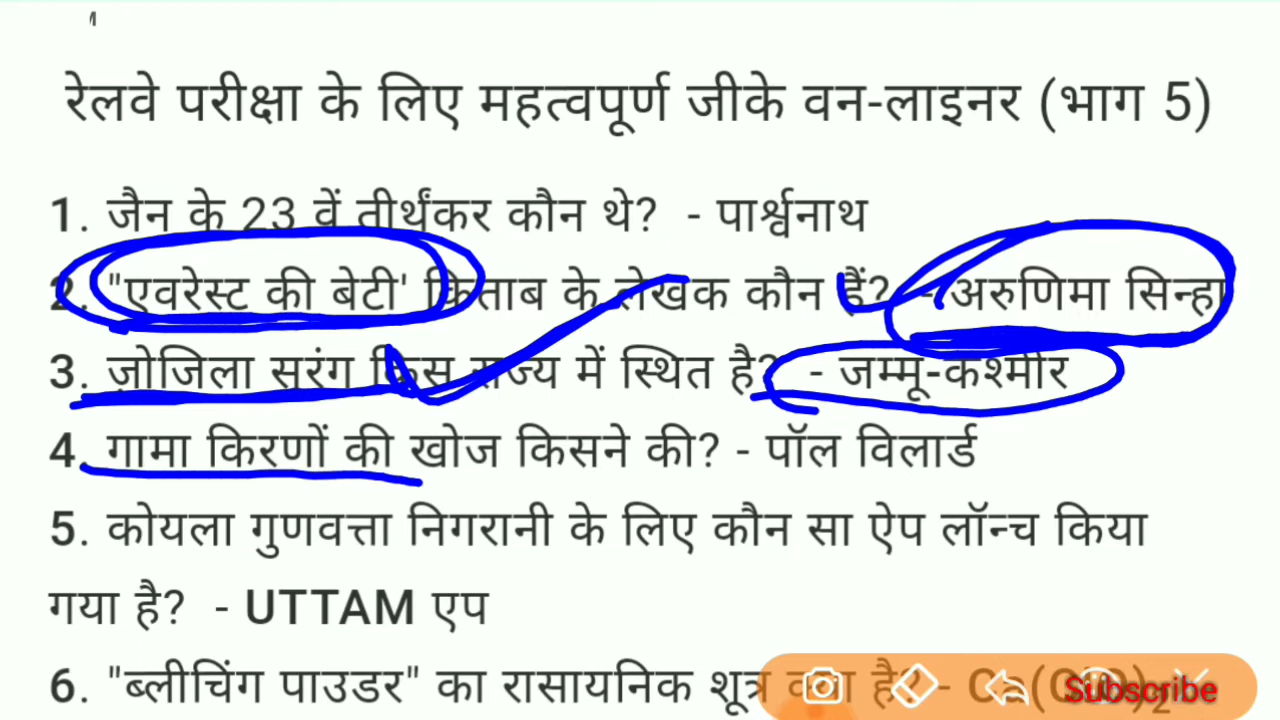 रेलवे परीक्षा के लिए महत्वपूर्ण जीके वन-लाइनर (भाग 5)
1. जैन के 23 वें तीर्थंकर कौन थे? - पार्श्वनाथ
2. "एवरेस्ट की बेटी' किताब के लेखक कौन हैं? - अरुणिमा सिन्हा
3. ज़ोजिला सुरंग किस राज्य में स्थित है? - जम्मू-कश्मीर
4. गामा किरणों की खोज किसने की? - पॉल विलार्ड
5. कोयला गुणवत्ता निगरानी के लिए कौन सा ऐप लॉन्च किया
गया है? - UTTAM एप
6. "ब्लीचिंग पाउडर" का रासायनिक शूत्र क्या है? -
Subscribe